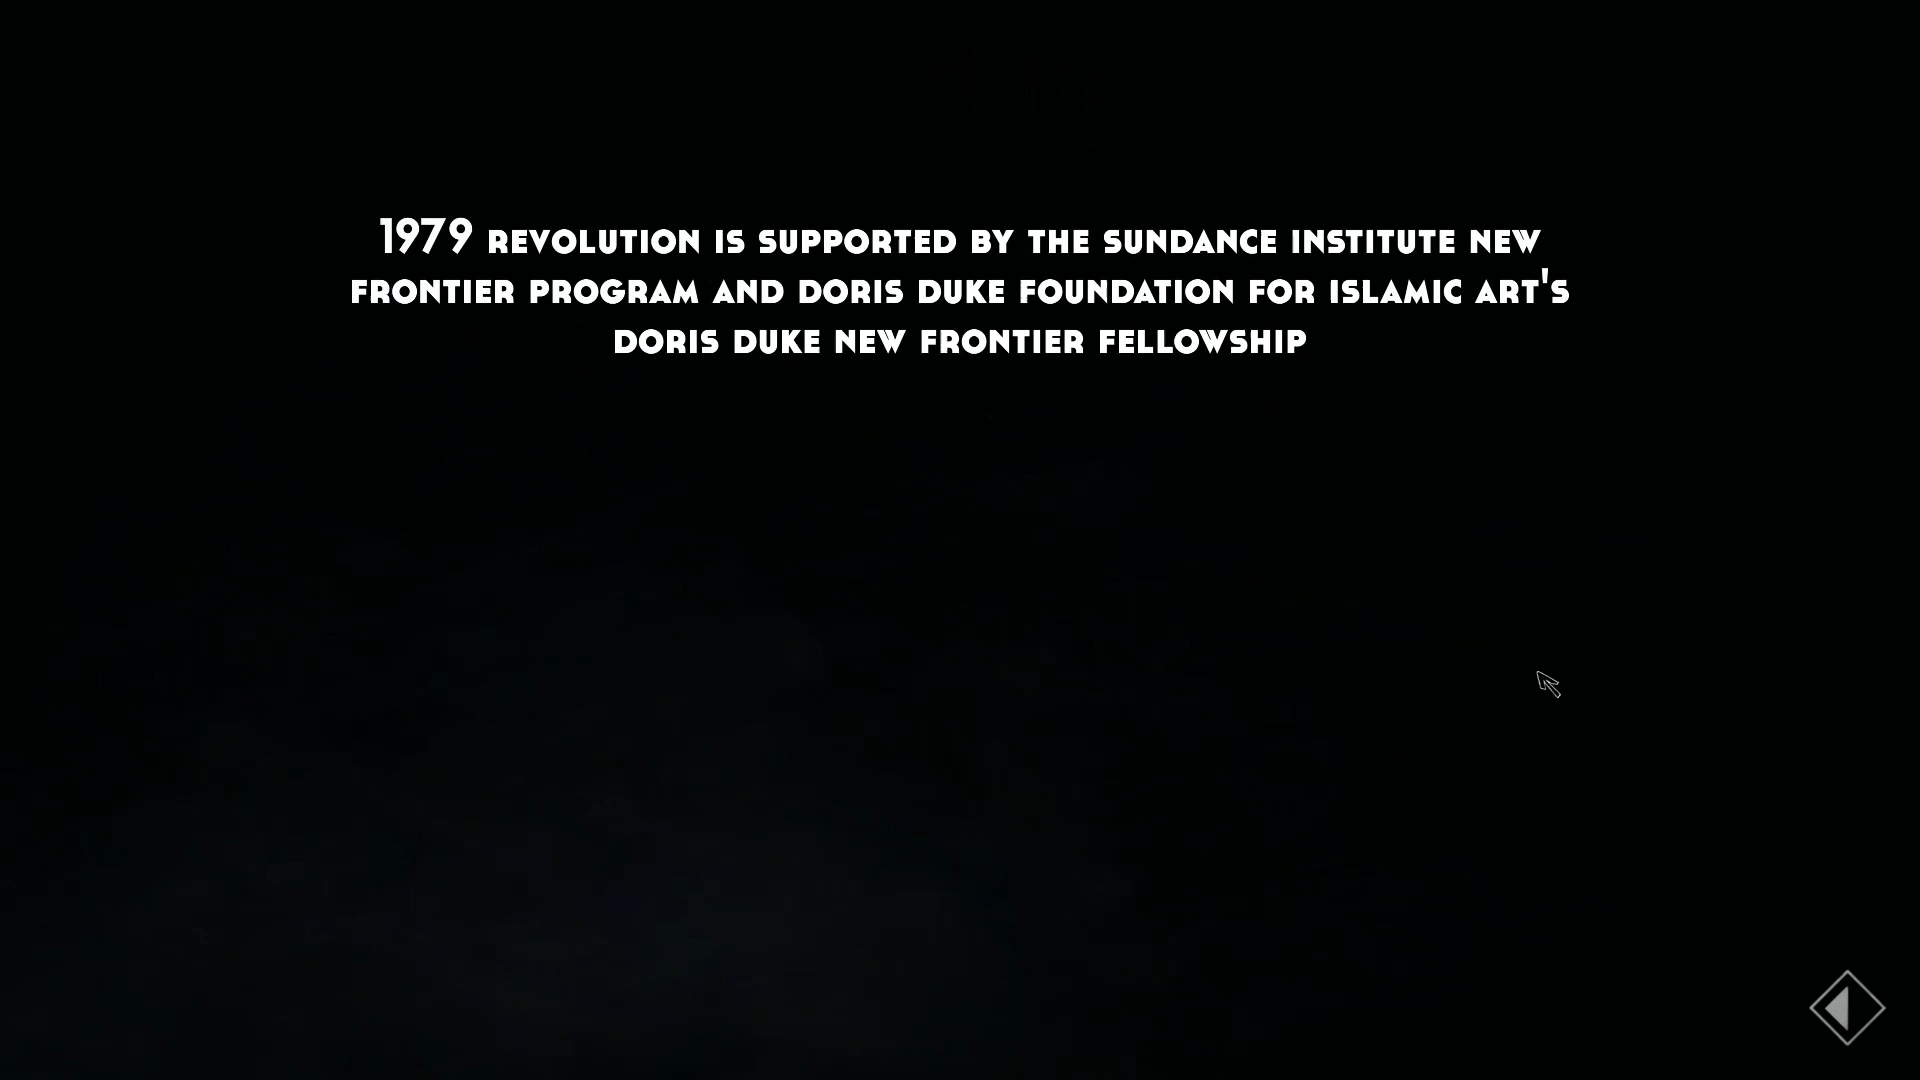 1979 REVOLUTION IS SUPPORTED BY THE SUNDANCE INSTITUTE NEW
FRONTIER PROGRAM AND DORIS DUKE FOUNDATION FOR ISLAMIC ART'S
DORIS DUKE NEW FRONTIER FELLOWSHIP